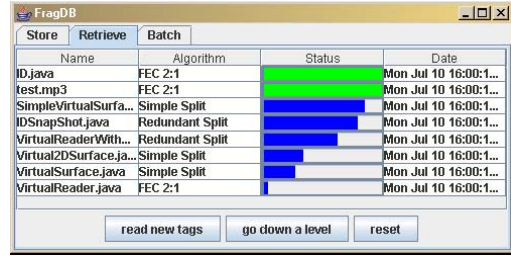 FragDB
Store Retrieve Batch
Name Algorithm Status Date
ID.java FEC 2:1 Mon Jul 10 16:00:1...
test.mp3 FEC 2:1 Mon Jul 10 16:00:1...
SimpleVirtualSurfa... Simple Split Mon Jul 10 16:00:1...
IDSnapShot.java Redundant Split Mon Jul 10 16:00:1...
VirtualReaderWith... Redundant Split Mon Jul 10 16:00:1...
Virtual2DSurface.ja... Simple Split Mon Jul 10 16:00:1...
VirtualSurface.java Simple Split Mon Jul 10 16:00:1...
VirtualReader.java FEC 2:1 Mon Jul 10 16:00:1...
read new tags go down a level reset